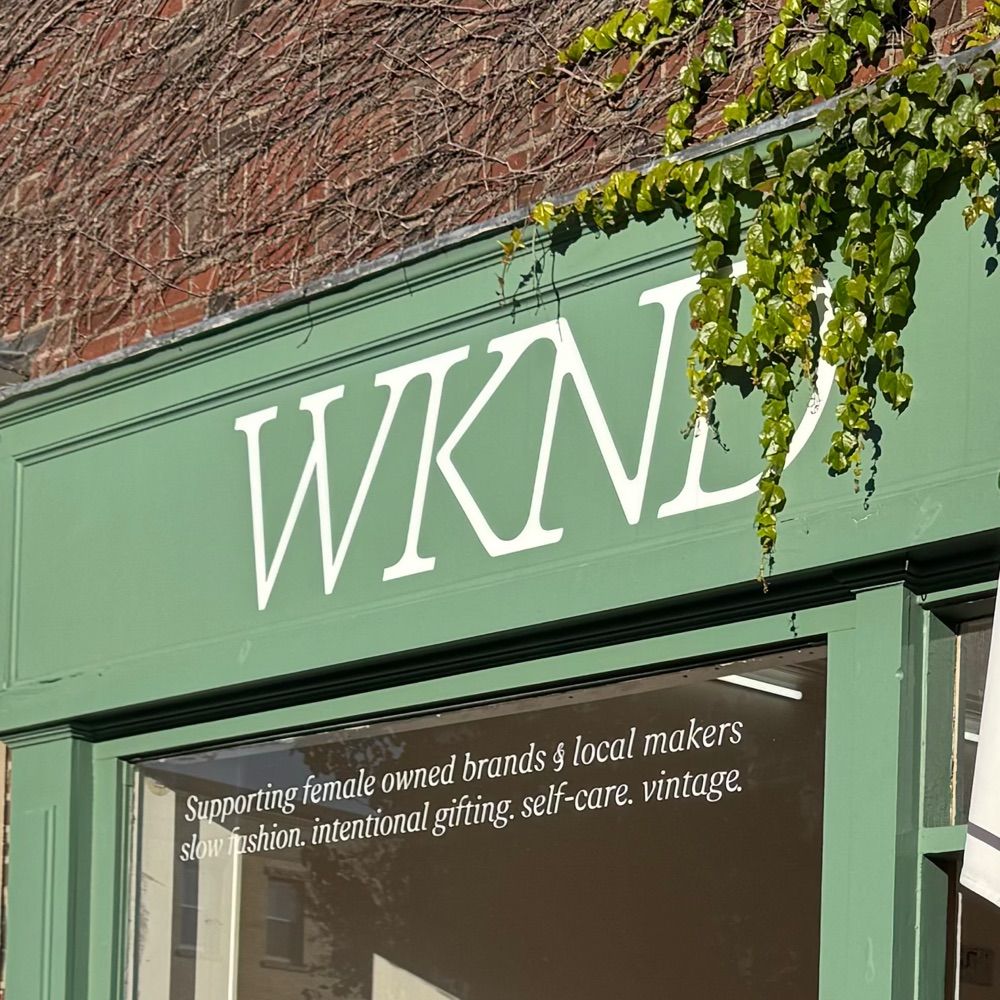 WKND
Supporting female owned brands & local makers
slow fashion. intentional gifting. self-care. vintage.